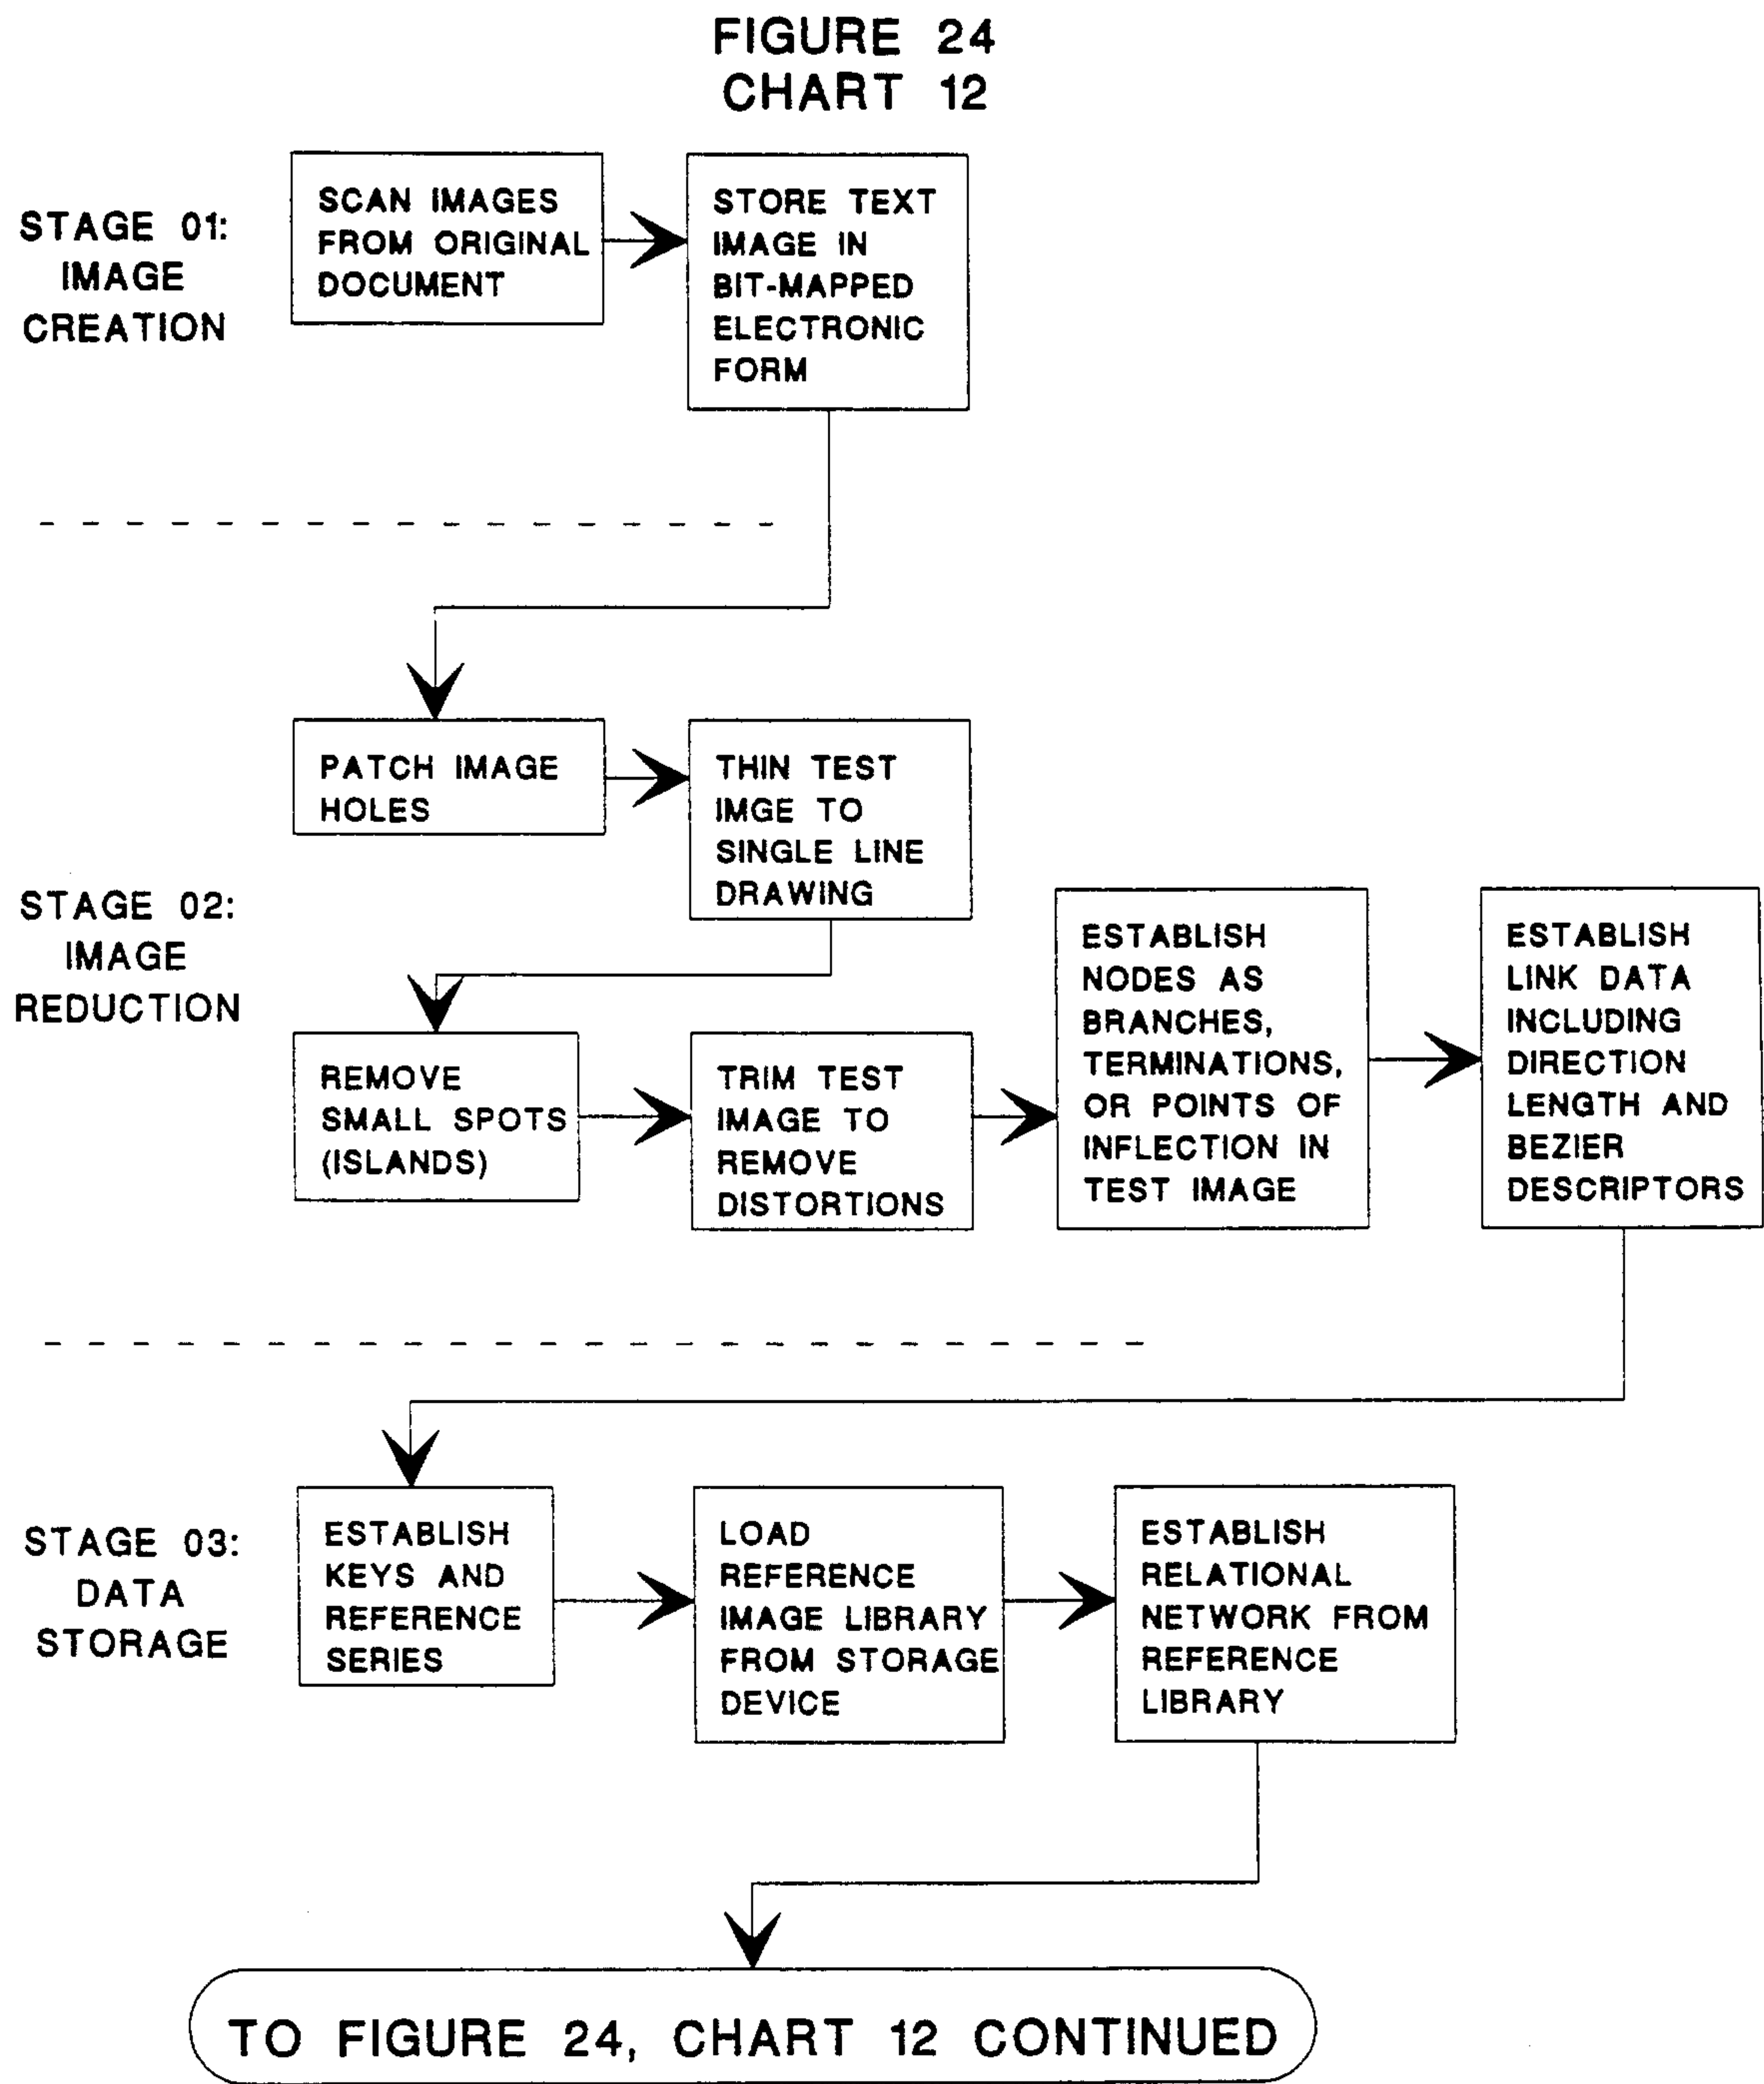 FIGURE 24
CHART 12
STAGE 01:
IMAGE
CREATION
SCAN IMAGES
FROM ORIGINAL
DOCUMENT
STORE TEXT
IMAGE IN
BIT-MAPPED
ELECTRONIC
FORM
STAGE 02:
IMAGE
REDUCTION
PATCH IMAGE
HOLES
THIN TEST
IMGE TO
SINGLE LINE
DRAWING
REMOVE
SMALL SPOTS
(ISLANDS)
TRIM TEST
IMAGE TO
REMOVE
DISTORTIONS
ESTABLISH
NODES AS
BRANCHES,
TERMINATIONS,
OR POINTS OF
INFLECTION IN
TEST IMAGE
ESTABLISH
LINK DATA
INCLUDING
DIRECTION
LENGTH AND
BEZIER
DESCRIPTORS
STAGE 03:
DATA
STORAGE
ESTABLISH
KEYS AND
REFERENCE
SERIES
LOAD
REFERENCE
IMAGE LIBRARY
FROM STORAGE
DEVICE
ESTABLISH
RELATIONAL
NETWORK FROM
REFERENCE
LIBRARY
TO FIGURE 24, CHART 12 CONTINUED